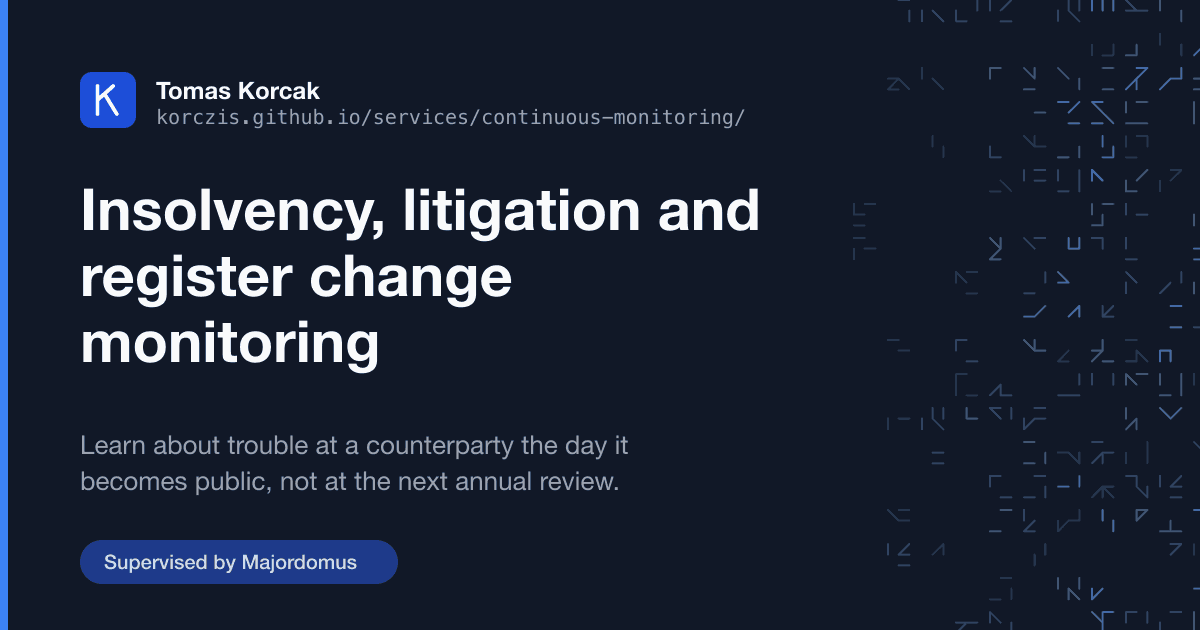 K
Tomas Korcak
korczis.github.io/services/continuous-monitoring/
Insolvency, litigation and
register change
monitoring
Learn about trouble at a counterparty the day it
becomes public, not at the next annual review.
Supervised by Majordomus